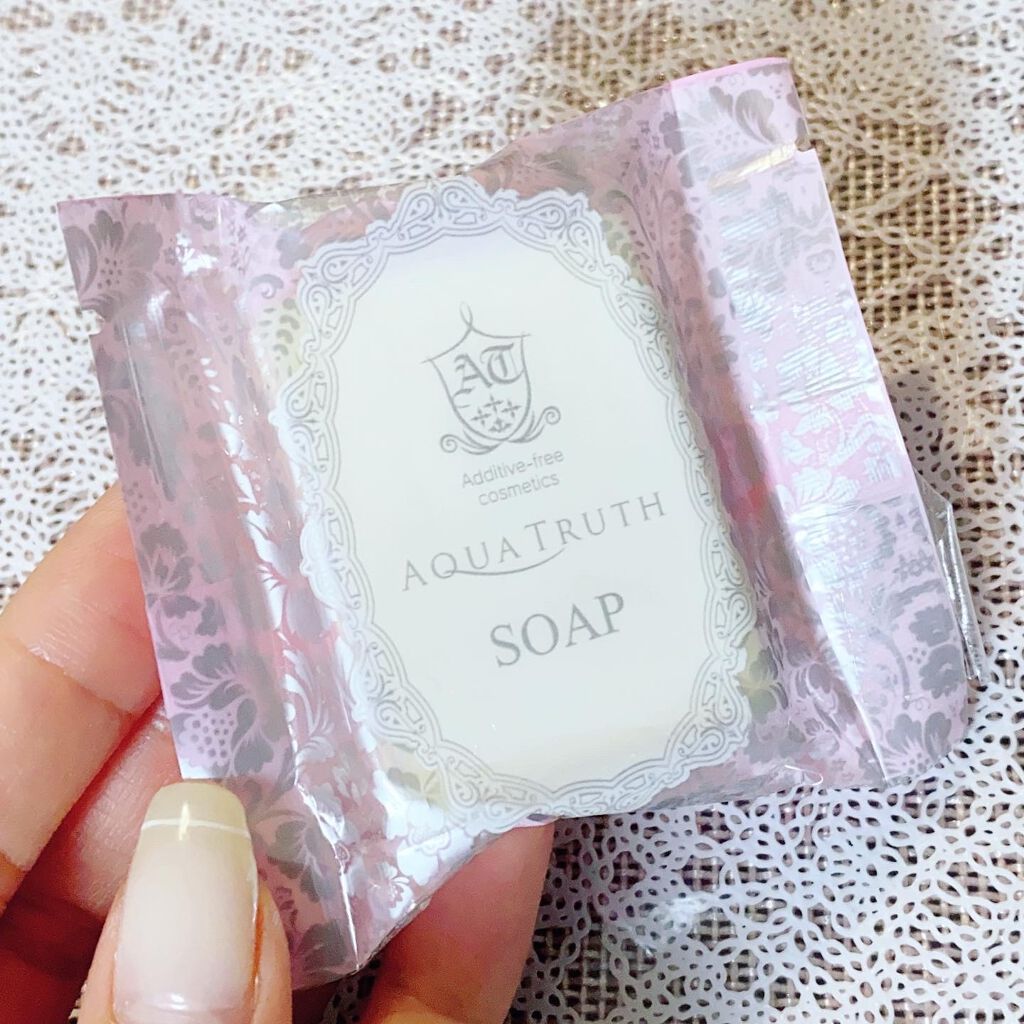 AT
Additive-free
cosmetics
AQUA TRUTH
SOAP